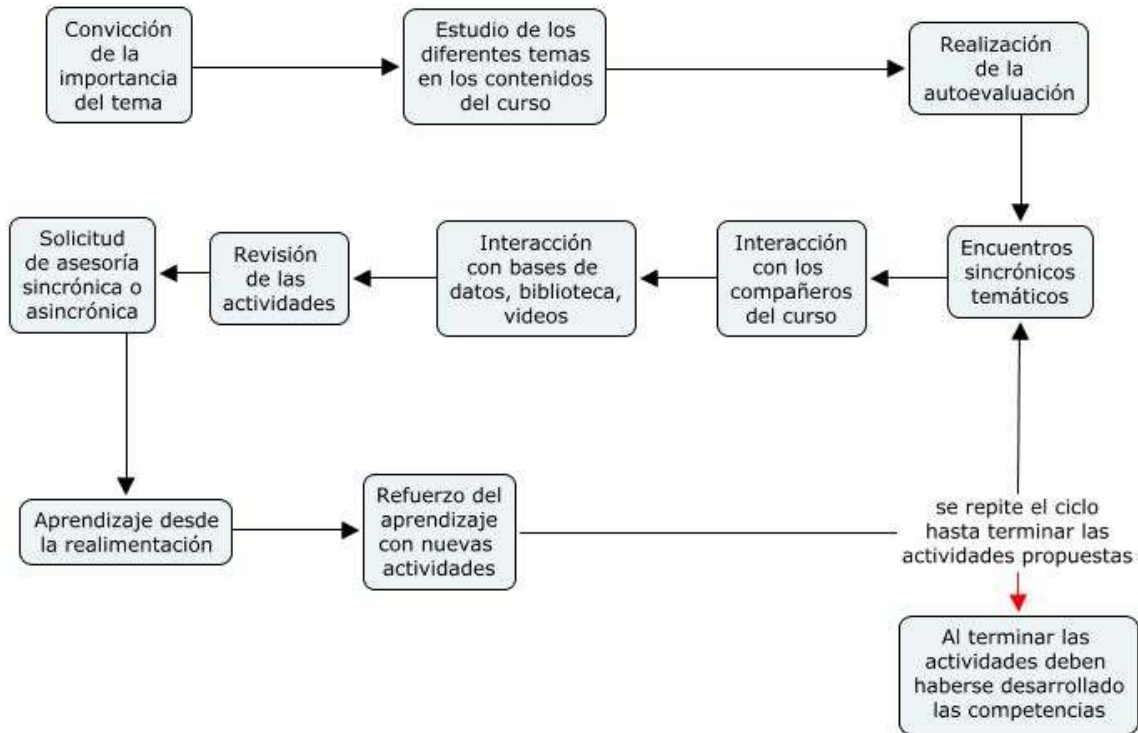 Convicción
de la
importancia
del tema
Estudio de los
diferentes temas
en los contenidos
del curso
Realización
de la
autoevaluación
Encuentros
sincrónicos
temáticos
Interacción
con los
compañeros
del curso
Interacción
con bases de
datos, biblioteca,
videos
Revisión
de las
actividades
Solicitud
de asesoría
sincrónica o
asincrónica
Aprendizaje desde
la realimentación
Refuerzo del
aprendizaje
con nuevas
actividades
se repite el ciclo
hasta terminar las
actividades propuestas
Al terminar las
actividades deben
haberse desarrollado
las competencias